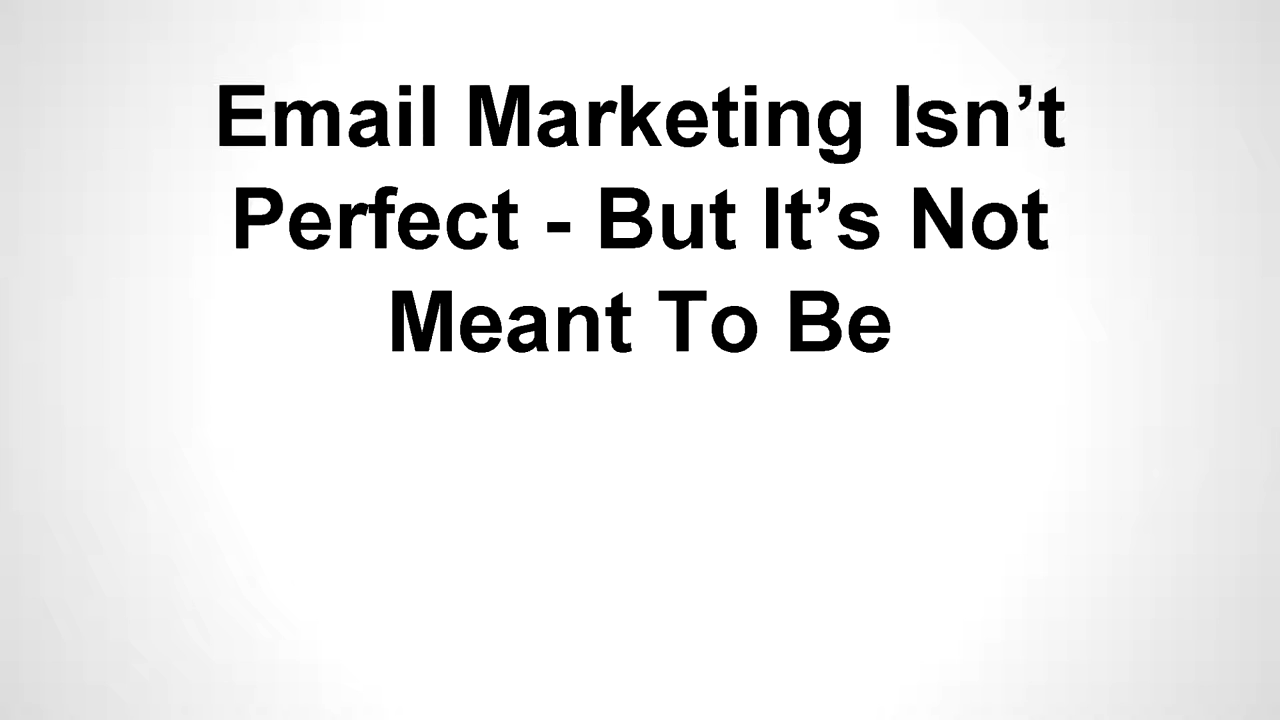 Email Marketing Isn’t
Perfect - But It’s Not
Meant To Be